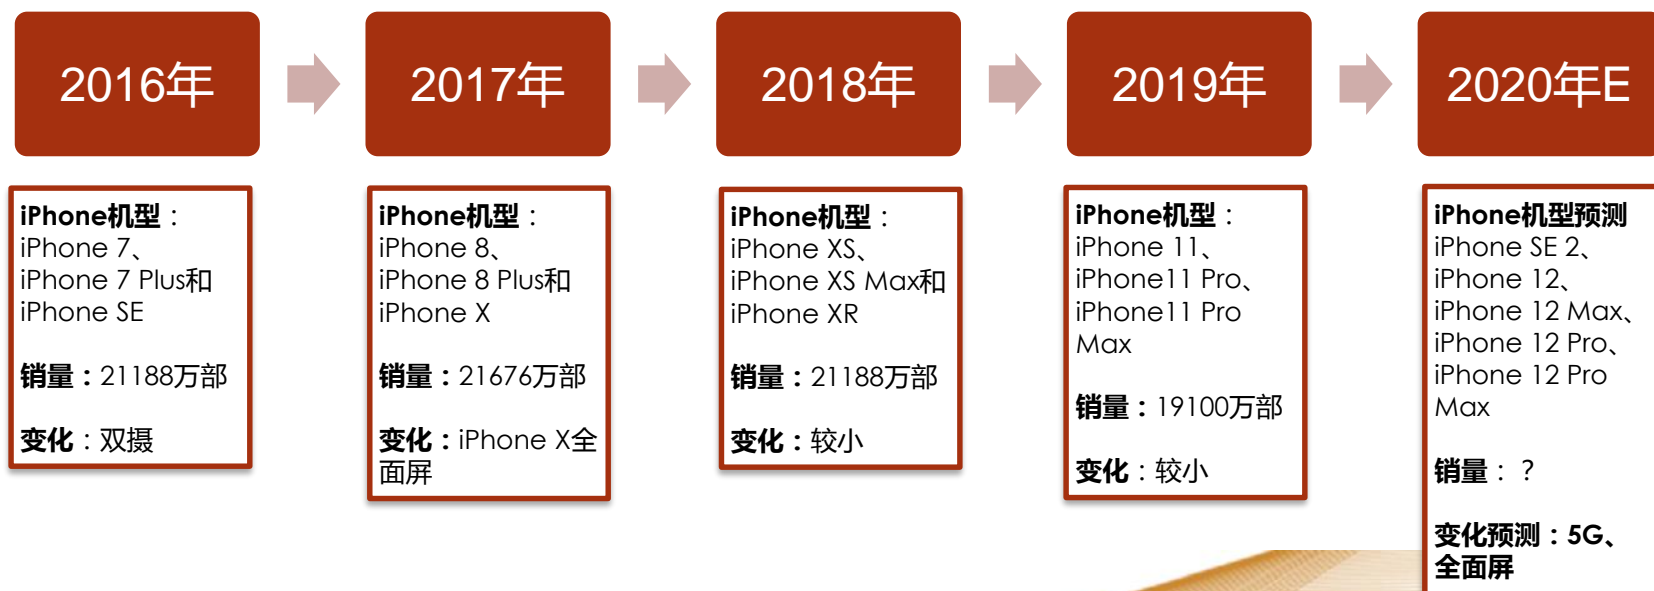 2016年
2017年
2018年
2019年
2020年E
iPhone机型：
iPhone 7、
iPhone 7 Plus和
iPhone SE
销量：21188万部
变化：双摄
iPhone机型：
iPhone 8、
iPhone 8 Plus和
iPhone X
销量：21676万部
变化：iPhone X全
面屏
iPhone机型：
iPhone XS、
iPhone XS Max和
iPhone XR
销量：21188万部
变化：较小
iPhone机型：
iPhone 11、
iPhone11 Pro、
iPhone11 Pro
Max
销量：19100万部
变化：较小
iPhone机型预测
iPhone SE 2、
iPhone 12、
iPhone 12 Max、
iPhone 12 Pro、
iPhone 12 Pro
Max
销量：？
变化预测：5G、
全面屏